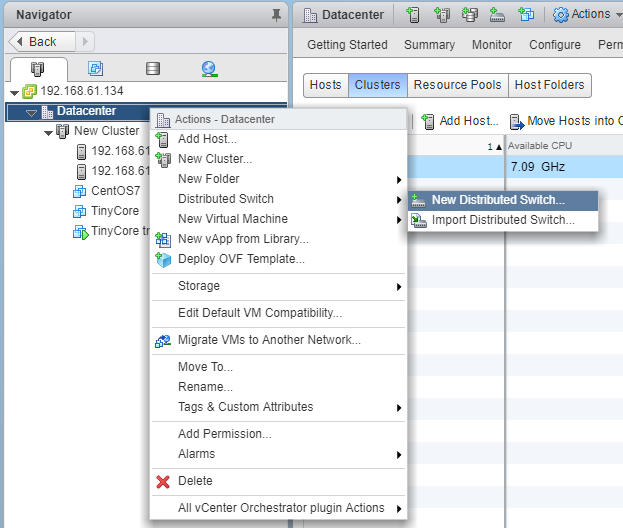 Navigator
Back
192.168.61.134
Datacenter
New Cluster
192.168.61
192.168.61
CentOS7
TinyCore
TinyCore tr
Datacenter
Actions
Getting Started Summary Monitor Configure Perm
Hosts Clusters Resource Pools Host Folders
Add Host... Move Hosts into C
1 Available CPU
7.09 GHz
Actions - Datacenter
Add Host...
New Cluster...
New Folder
Distributed Switch
New Virtual Machine
New vApp from Library...
Deploy OVF Template...
Storage
Edit Default VM Compatibility...
Migrate VMs to Another Network...
Move To...
Rename...
Tags & Custom Attributes
Add Permission...
Alarms
Delete
All vCenter Orchestrator plugin Actions
New Distributed Switch...
Import Distributed Switch...